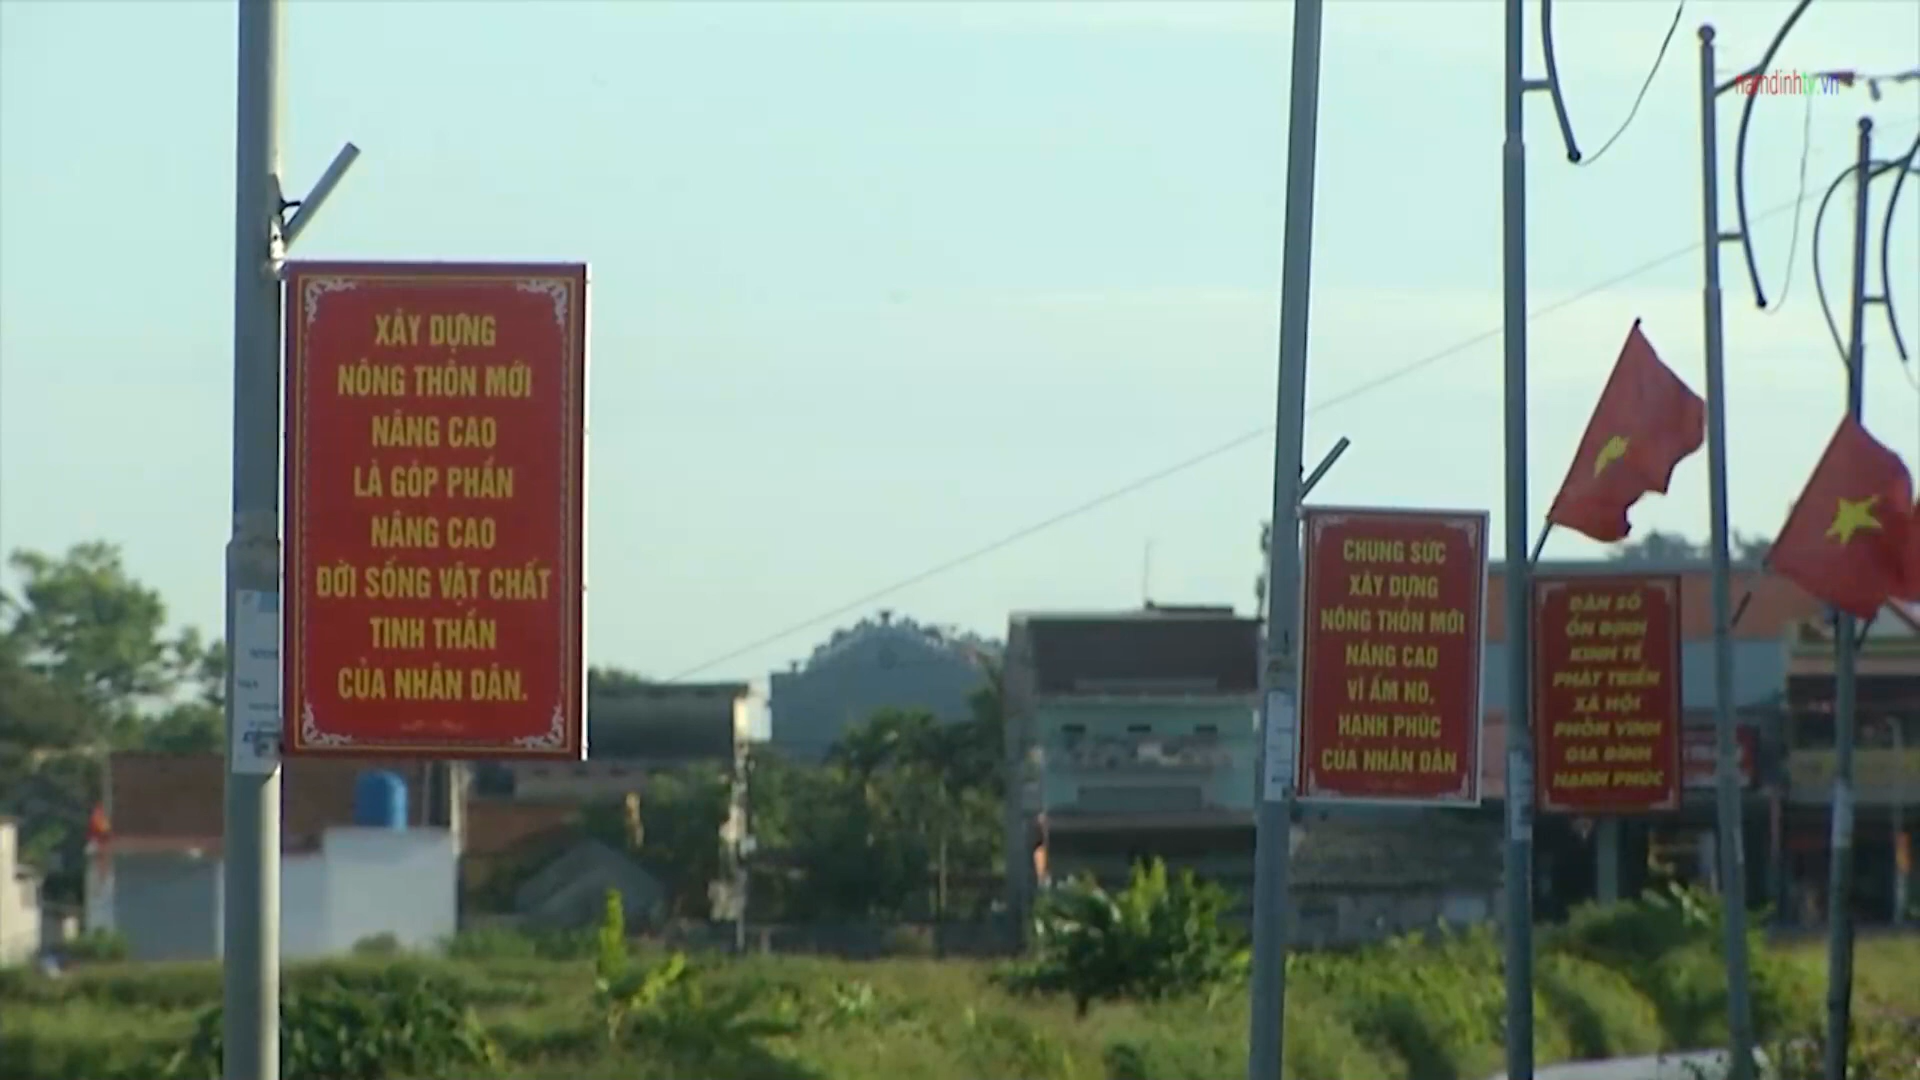 namdinhtv.vn
XÂY DỰNG
NÔNG THÔN MỚI
NÂNG CAO
LÀ GÓP PHẦN
NÂNG CAO
ĐỜI SỐNG VẬT CHẤT
TINH THẦN
CỦA NHÂN DÂN.
CHUNG SỨC
XÂY DỰNG
NÔNG THÔN MỚI
NÂNG CAO
VÌ ẤM NO,
HẠNH PHÚC
CỦA NHÂN DÂN
DÂN SỐ
ỔN ĐỊNH
KINH TẾ
PHÁT TRIỂN
XÃ HỘI
PHỒN VINH
GIA ĐÌNH
HẠNH PHÚC